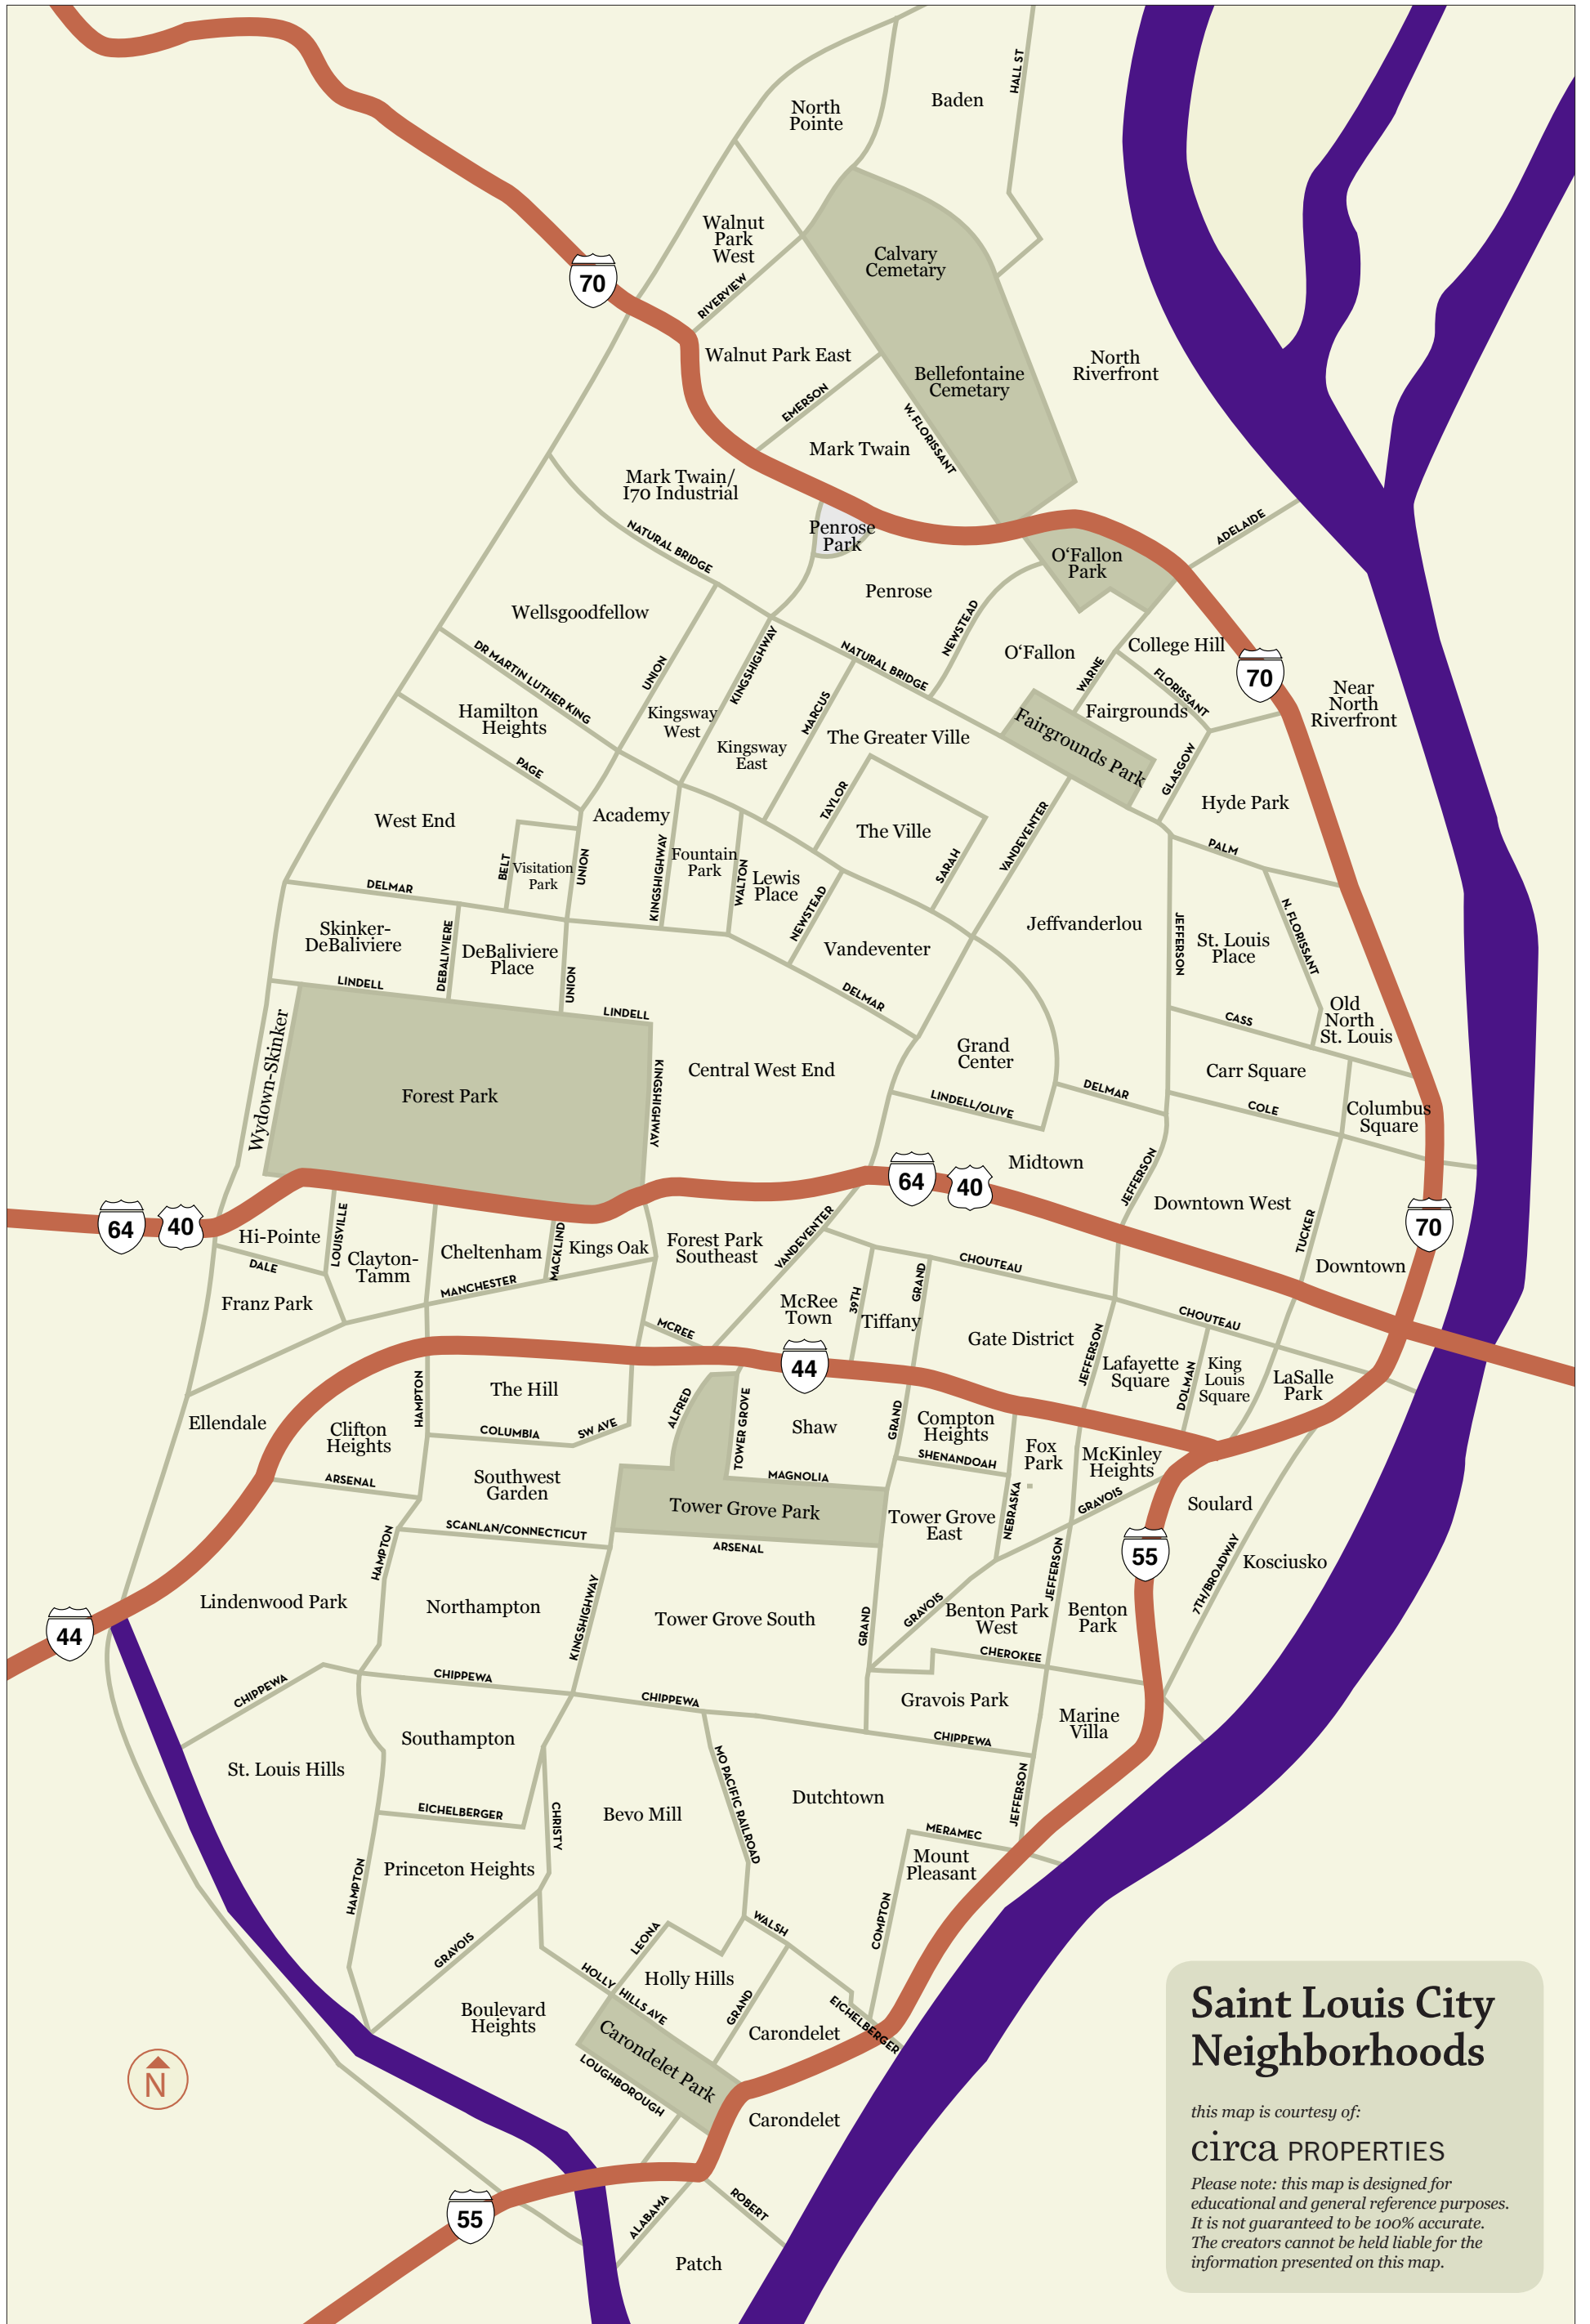 HALL ST
North
Pointe
Baden
Walnut
Park
West
Calvary
Cemetary
70
RIVERVIEW
Walnut Park East
North
Riverfront
Bellefontaine
Cemetary
EMERSON
W. FLORISSANT
Mark Twain
Mark Twain/
I70 Industrial
NATURAL BRIDGE
Penrose
Park
ADELAIDE
O‘Fallon
Park
Penrose
Wellsgoodfellow
NEWSTEAD
O‘Fallon
College Hill
DR MARTIN LUTHER KING
UNION
KINGSHIGHWAY
NATURAL BRIDGE
WARNE
FLORISSANT
70
Near
North
Riverfront
Hamilton
Heights
Kingsway
West
MARCUS
Fairgrounds
Fairgrounds Park
The Greater Ville
Kingsway
East
PAGE
GLASGOW
TAYLOR
Hyde Park
West End
Academy
The Ville
VANDEVENTER
PALM
BELT
Visitation
Park
UNION
KINGSHIGHWAY
Fountain
Park
WALTON
Lewis
Place
SARAH
DELMAR
NEWSTEAD
Jeffvanderlou
N. FLORISSANT
Skinker-
DeBaliviere
DEBALIVIERE
DeBaliviere
Place
Vandeventer
JEFFERSON
St. Louis
Place
LINDELL
UNION
DELMAR
LINDELL
CASS
Old
North
St. Louis
Wydown-Skinker
Grand
Center
Central West End
Carr Square
Forest Park
KINGSHIGHWAY
LINDELL/OLIVE
DELMAR
COLE
Columbus
Square
Midtown
JEFFERSON
64
40
Downtown West
64
40
70
TUCKER
LOUISVILLE
Hi-Pointe
Clayton-
Tamm
Cheltenham
MACKLIND
Kings Oak
Forest Park
Southeast
VANDEVENTER
CHOUTEAU
Downtown
DALE
MANCHESTER
GRAND
Franz Park
McRee
Town
39TH
Tiffany
CHOUTEAU
MCREE
Gate District
JEFFERSON
44
Lafayette
Square
DOLMAN
King
Louis
Square
LaSalle
Park
The Hill
HAMPTON
ALFRED
TOWER GROVE
Ellendale
Clifton
Heights
COLUMBIA
SW AVE
Shaw
GRAND
Compton
Heights
Fox
Park
McKinley
Heights
ARSENAL
Southwest
Garden
MAGNOLIA
SHENANDOAH
Tower Grove Park
NEBRASKA
GRAVOIS
Soulard
SCANLAN/CONNECTICUT
Tower Grove
East
HAMPTON
ARSENAL
55
Kosciusko
7TH/BROADWAY
JEFFERSON
Lindenwood Park
Northampton
KINGSHIGHWAY
Tower Grove South
GRAND
GRAVOIS
Benton Park
West
Benton
Park
44
CHEROKEE
CHIPPEWA
CHIPPEWA
CHIPPEWA
Gravois Park
Marine
Villa
CHIPPEWA
Southampton
St. Louis Hills
MO PACIFIC RAILROAD
JEFFERSON
Dutchtown
EICHELBERGER
CHRISTY
Bevo Mill
MERAMEC
Mount
Pleasant
Princeton Heights
HAMPTON
COMPTON
GRAVOIS
LEONA
WALSH
HOLLY HILLS AVE
Holly Hills
GRAND
EICHELBERGER
Boulevard
Heights
Carondelet
Carondelet Park
LOUGHBOROUGH
Carondelet
N
55
ALABAMA
ROBERT
Patch
Saint Louis City
Neighborhoods
this map is courtesy of:
circa PROPERTIES
Please note: this map is designed for
educational and general reference purposes.
It is not guaranteed to be 100% accurate.
The creators cannot be held liable for the
information presented on this map.